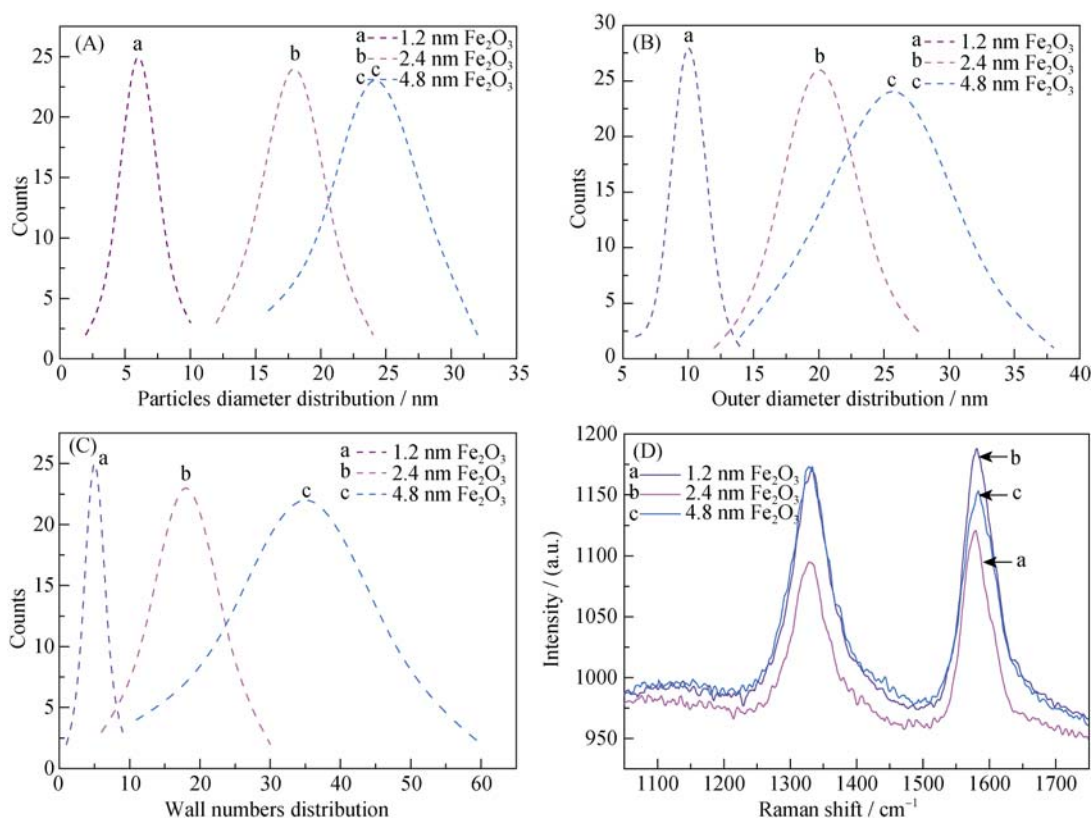 (A)
a
b
c
a 1.2 nm Fe₂O₃
b 2.4 nm Fe₂O₃
c 4.8 nm Fe₂O₃
25
20
15
10
5
0
Counts
0 5 10 15 20 25 30 35
Particles diameter distribution / nm
(B)
a
b
c
a 1.2 nm Fe₂O₃
b 2.4 nm Fe₂O₃
c 4.8 nm Fe₂O₃
30
25
20
15
10
5
0
Counts
5 10 15 20 25 30 35 40
Outer diameter distribution / nm
(C)
a
b
c
a 1.2 nm Fe₂O₃
b 2.4 nm Fe₂O₃
c 4.8 nm Fe₂O₃
25
20
15
10
5
0
Counts
0 10 20 30 40 50 60
Wall numbers distribution
(D)
a 1.2 nm Fe₂O₃
b 2.4 nm Fe₂O₃
c 4.8 nm Fe₂O₃
b
c
a
1200
1150
1100
1050
1000
950
Intensity / (a.u.)
1100 1200 1300 1400 1500 1600 1700
Raman shift / cm⁻¹